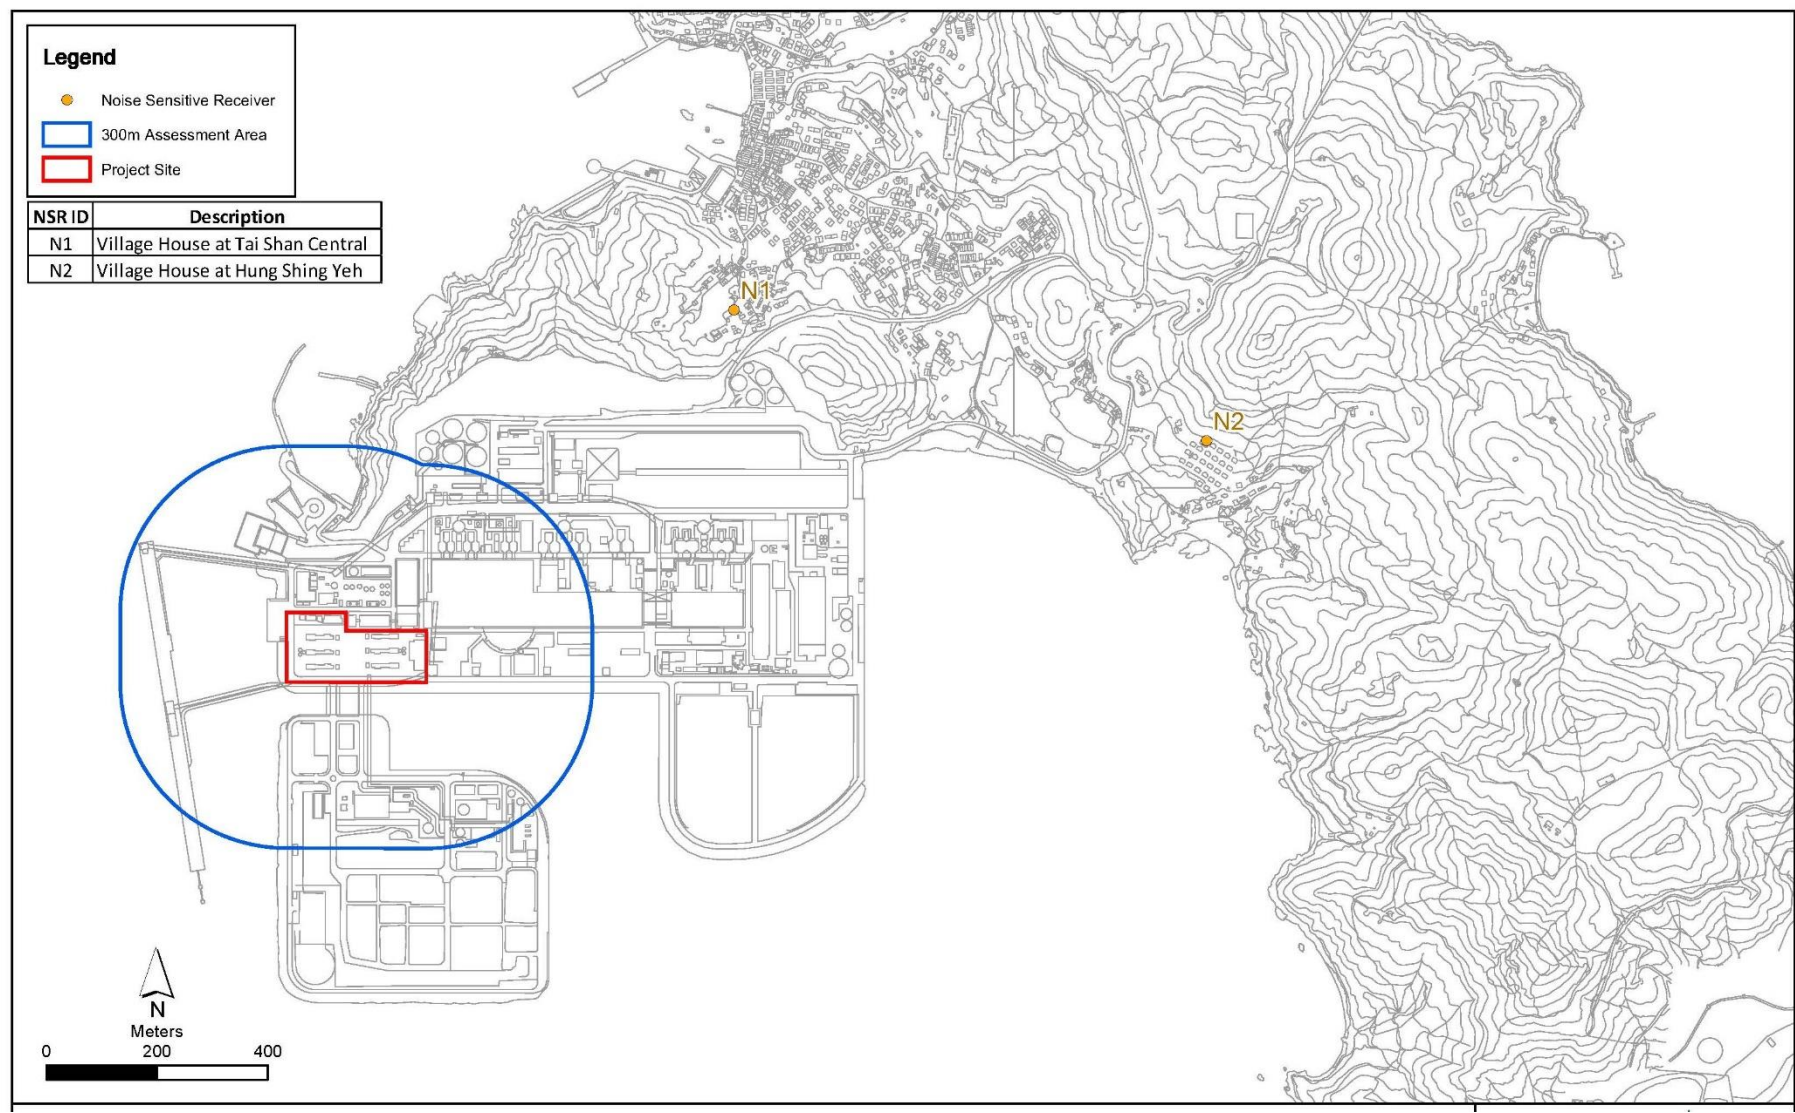 Legend
Noise Sensitive Receiver
300m Assessment Area
Project Site
NSR ID Description
N1 Village House at Tai Shan Central
N2 Village House at Hung Shing Yeh
N1
N2
N
Meters
0 200 400